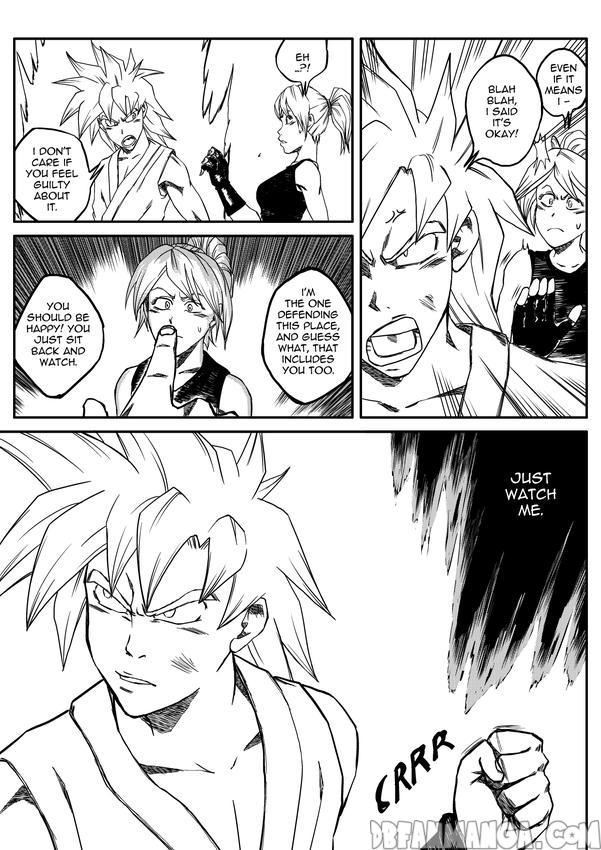 EVEN
IF IT
MEANS
I -
BLAH
BLAH,
I SAID
IT'S
OKAY!
EH
...?!
I DON'T
CARE IF
YOU FEEL
GUILTY
ABOUT
IT.
I'M
THE ONE
DEFENDING
THIS PLACE,
AND GUESS
WHAT, THAT
INCLUDES
YOU TOO.
YOU
SHOULD BE
HAPPY! YOU
JUST SIT
BACK AND
WATCH.
JUST
WATCH
ME.
CRRR
DBFANMANGA.COM